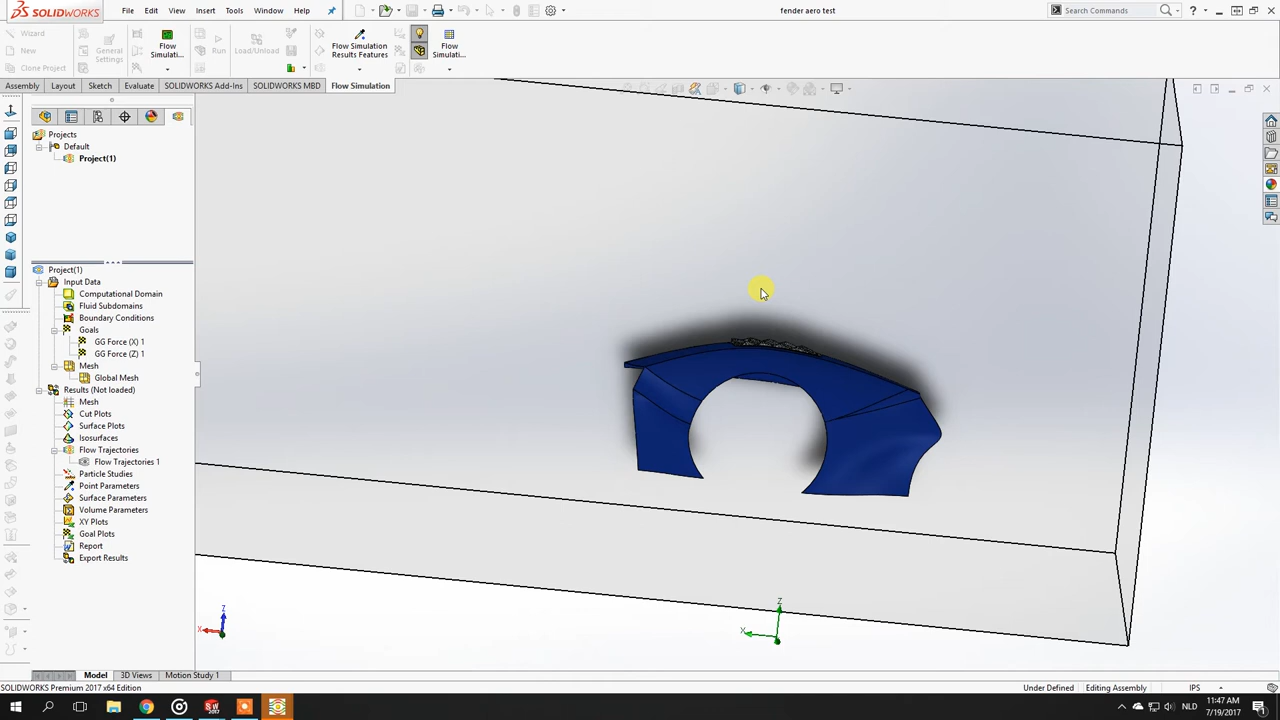 SOLIDWORKS File Edit View Insert Tools Window Help fender aero test Search Commands
Wizard
New
Clone Project
General Settings
Flow Simulati...
Run
Load/Unload
Flow Simulation Results Features
Flow Simulati...
Assembly Layout Sketch Evaluate SOLIDWORKS Add-Ins SOLIDWORKS MBD Flow Simulation
Projects
Default
Project(1)
Project(1)
Input Data
Computational Domain
Fluid Subdomains
Boundary Conditions
Goals
GG Force (X) 1
GG Force (Z) 1
Mesh
Global Mesh
Results (Not loaded)
Mesh
Cut Plots
Surface Plots
Isosurfaces
Flow Trajectories
Flow Trajectories 1
Particle Studies
Point Parameters
Surface Parameters
Volume Parameters
XY Plots
Goal Plots
Report
Export Results
Z
X
Z
X
Model 3D Views Motion Study 1
SOLIDWORKS Premium 2017 x64 Edition Under Defined Editing Assembly IPS
NLD 11:47 AM
7/19/2017